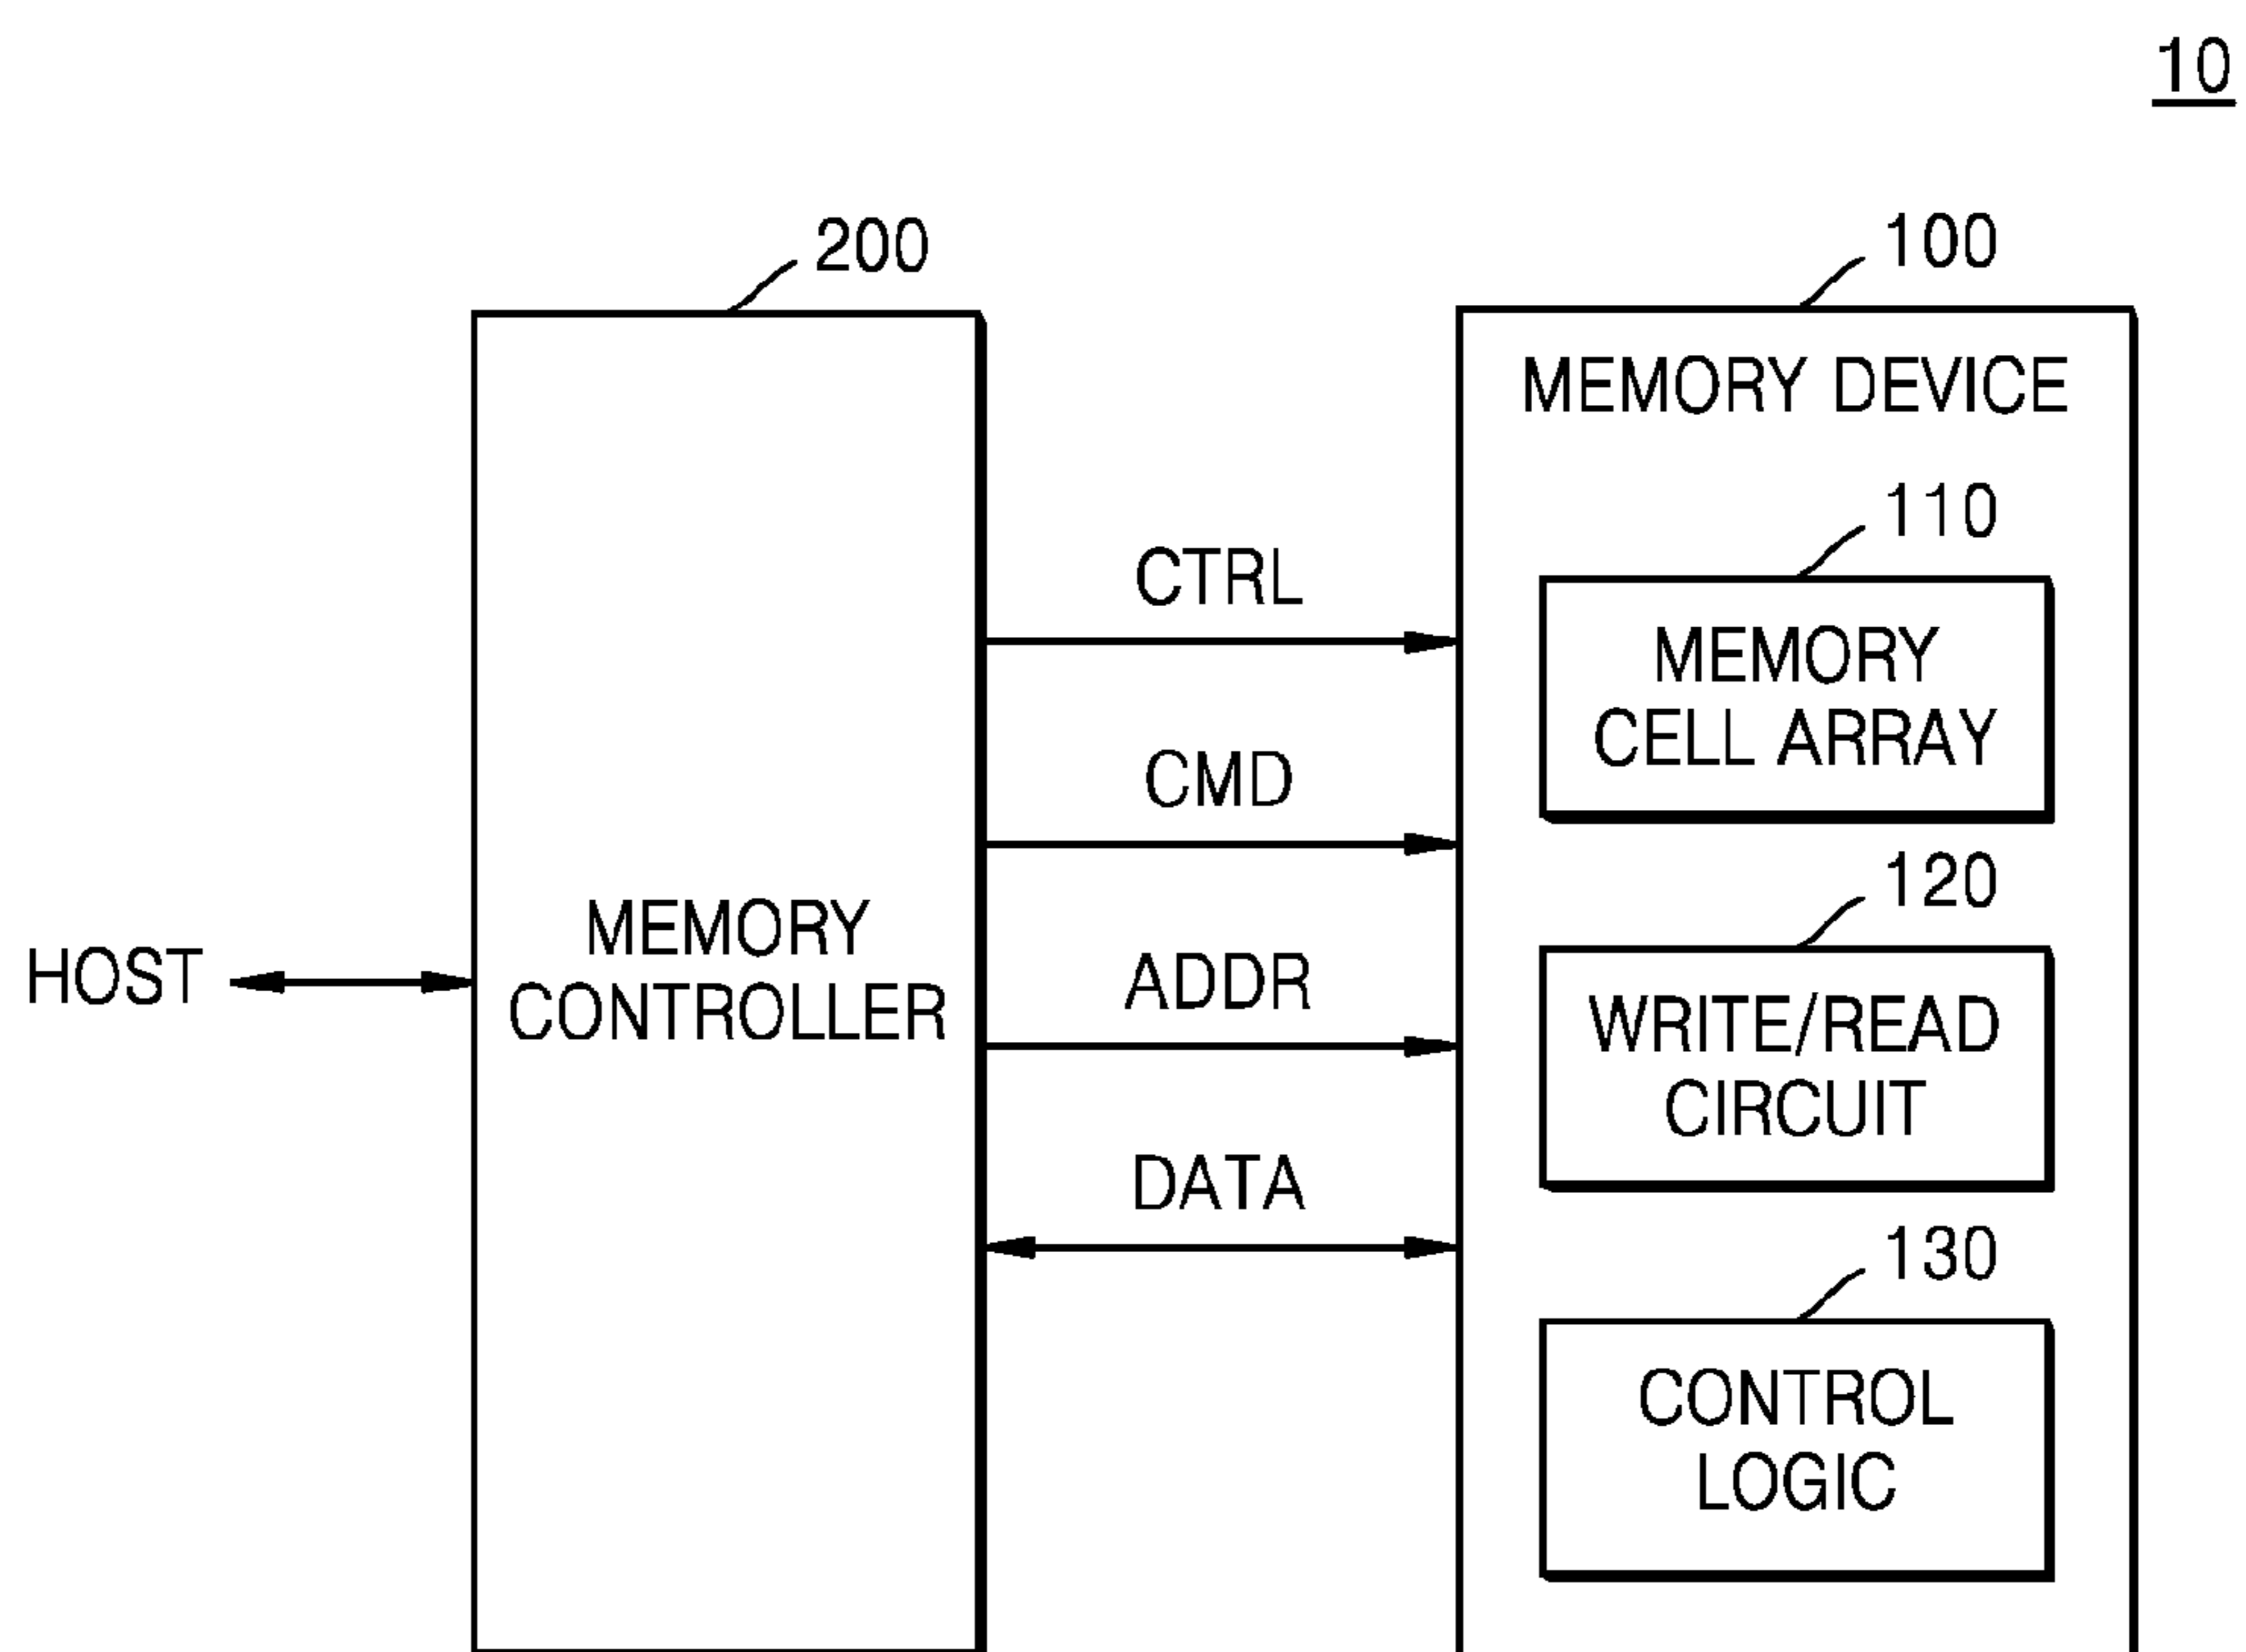 10
200
100
MEMORY DEVICE
110
CTRL
MEMORY
CELL ARRAY
CMD
120
MEMORY
CONTROLLER
HOST
ADDR
WRITE/READ
CIRCUIT
DATA
130
CONTROL
LOGIC